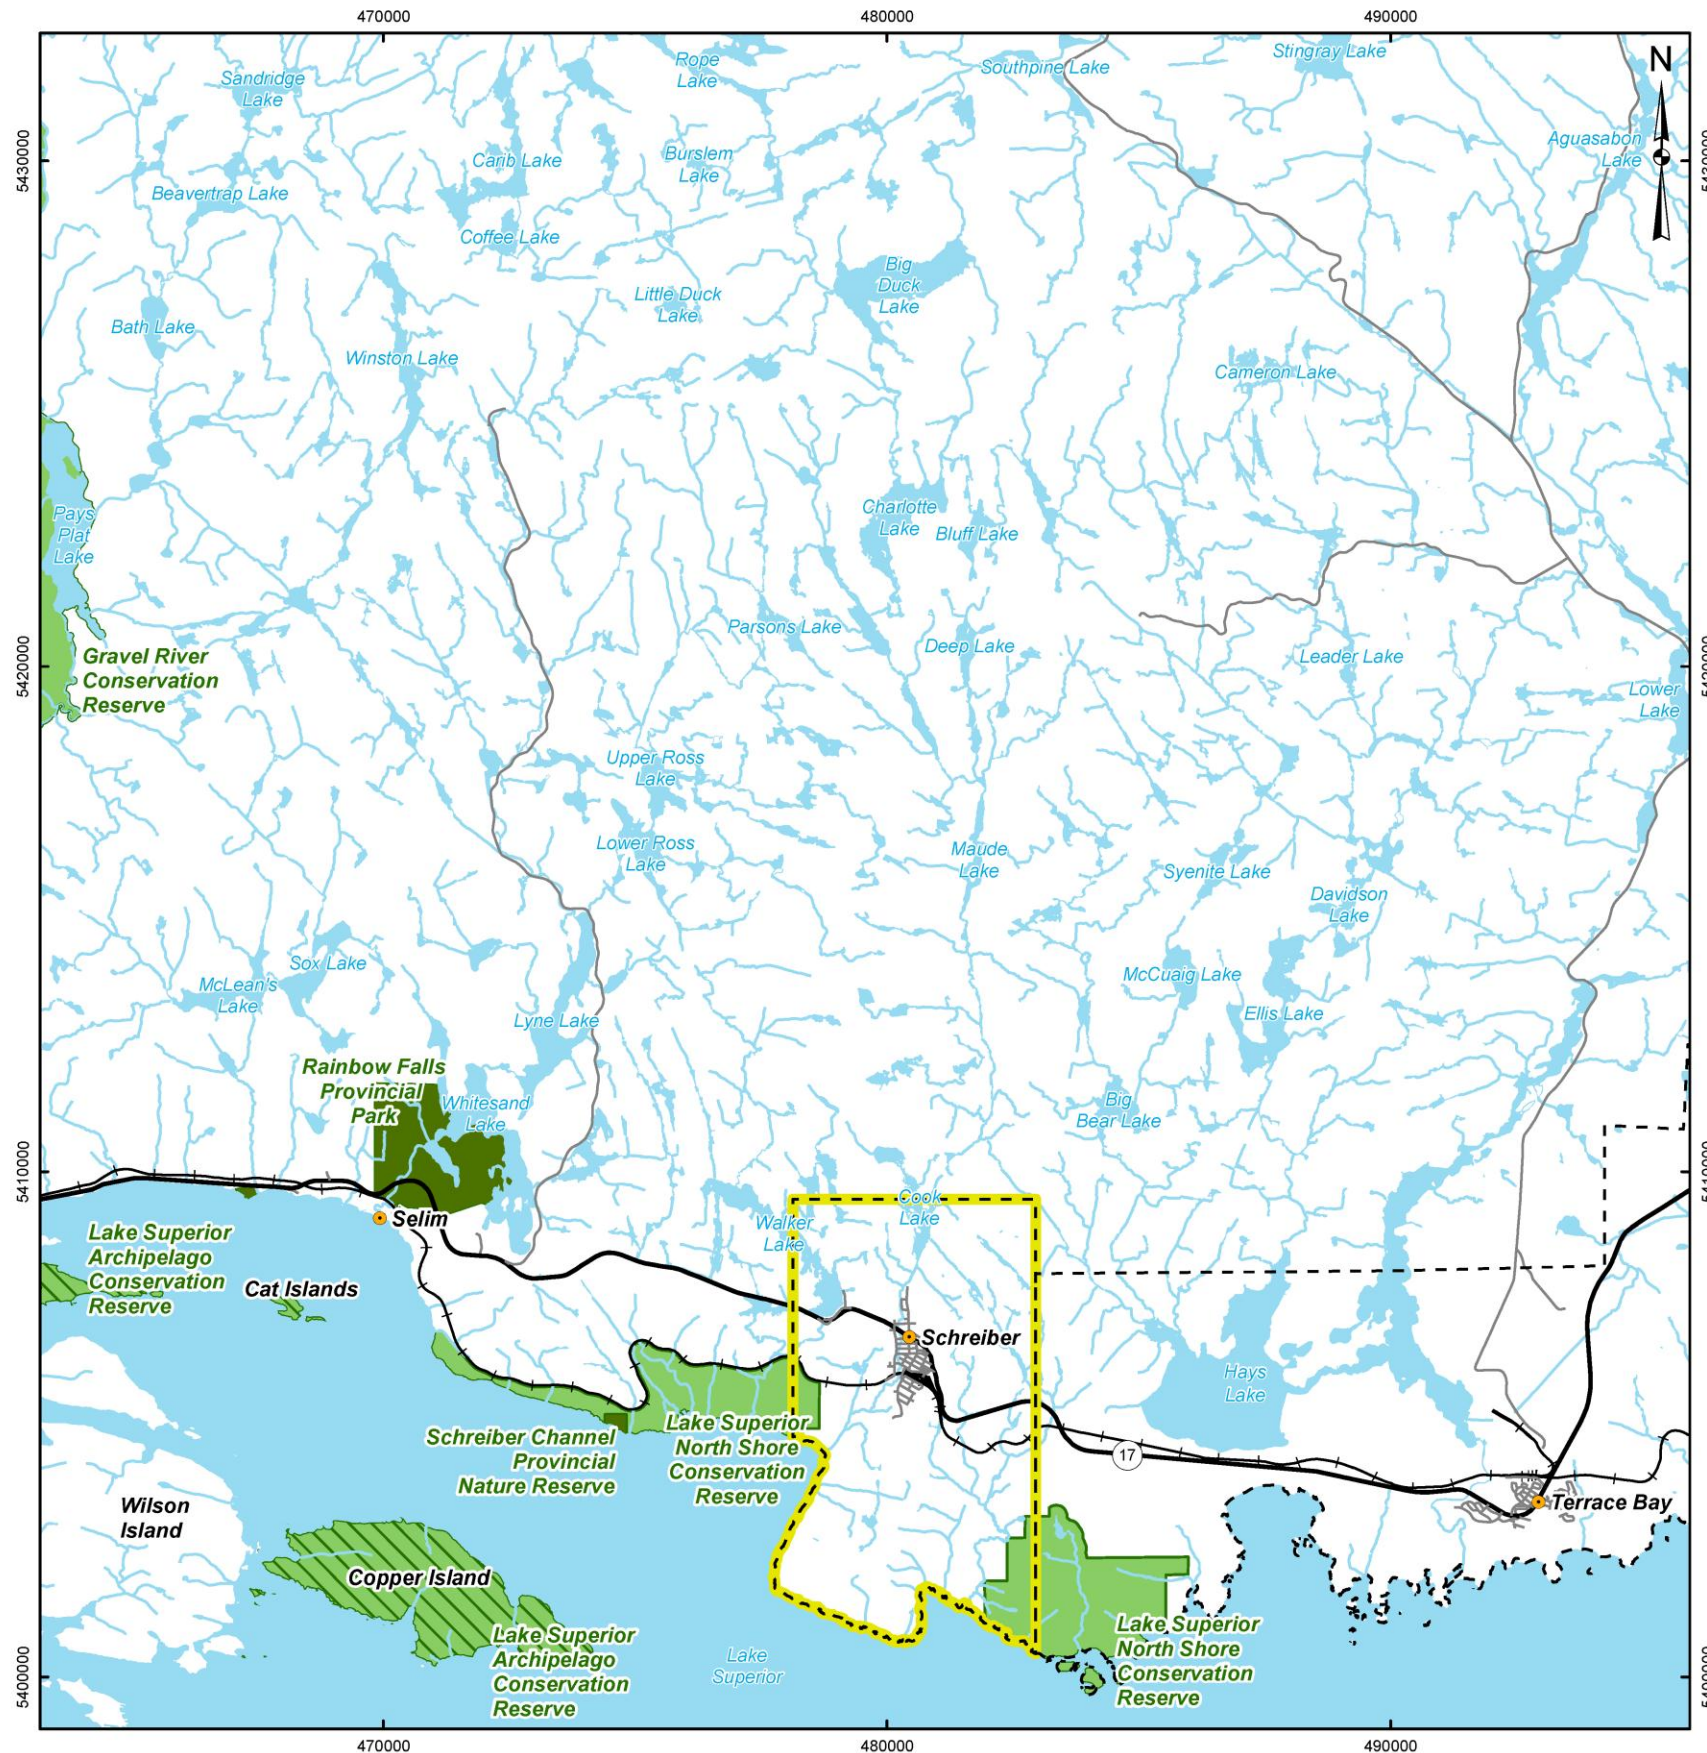 470000
480000
490000
N
Stingray Lake
Rope
Lake
Southpine Lake
Sandridge
Lake
Aguasabon
Lake
5430000
Carib Lake
Burslem
Lake
Beavertrap Lake
Coffee Lake
Big
Duck
Lake
Little Duck
Lake
Bath Lake
Winston Lake
Cameron Lake
Charlotte
Lake
Bluff Lake
Pays
Plat
Lake
Parsons Lake
Deep Lake
Leader Lake
5420000
5420000
Gravel River
Conservation
Reserve
Lower
Lake
Upper Ross
Lake
Lower Ross
Lake
Maude
Lake
Syenite Lake
Davidson
Lake
Sox Lake
McLean's
Lake
McCuaig Lake
Lyne Lake
Ellis Lake
Rainbow Falls
Provincial
Park
Whitesand
Lake
Big
Bear Lake
5410000
5410000
Cook
Lake
Walker
Lake
Selim
Lake Superior
Archipelago
Conservation
Reserve
Cat Islands
Schreiber
Hays
Lake
Schreiber Channel
Provincial
Nature Reserve
Lake Superior
North Shore
Conservation
Reserve
17
Wilson
Island
Terrace Bay
Copper Island
Lake Superior
Archipelago
Conservation
Reserve
Lake
Superior
Lake Superior
North Shore
Conservation
Reserve
5400000
5400000
470000
480000
490000